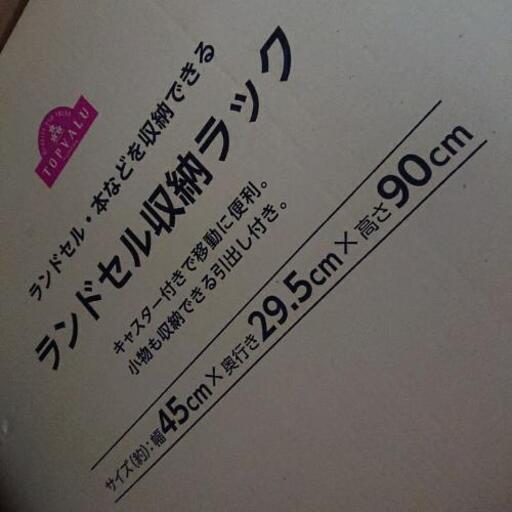 TOPVALU
ランドセル・本などを収納できる
ランドセル収納ラック
キャスター付きで移動に便利。
小物も収納できる引出し付き。
サイズ(約):幅45cm×奥行き29.5cm×高さ90cm